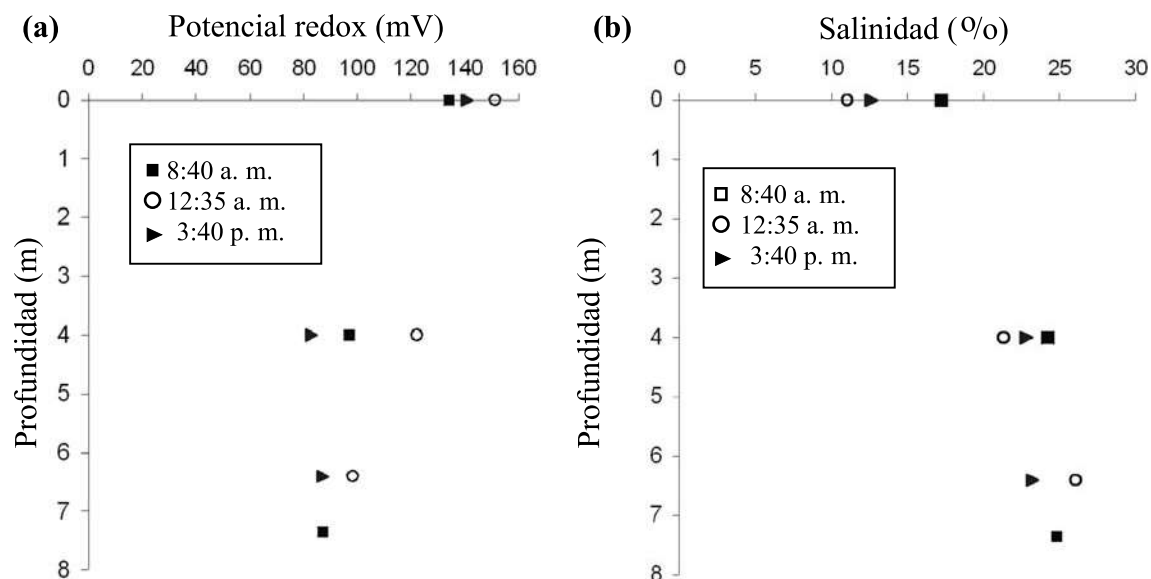 (a) Potencial redox (mV)
0 20 40 60 80 100 120 140 160
0
1
2
3
4
5
6
7
8
Profundidad (m)
8:40 a. m.
12:35 a. m.
3:40 p. m.
(b) Salinidad (o/oo)
0 5 10 15 20 25 30
0
1
2
3
4
5
6
7
8
Profundidad (m)
8:40 a. m.
12:35 a. m.
3:40 p. m.